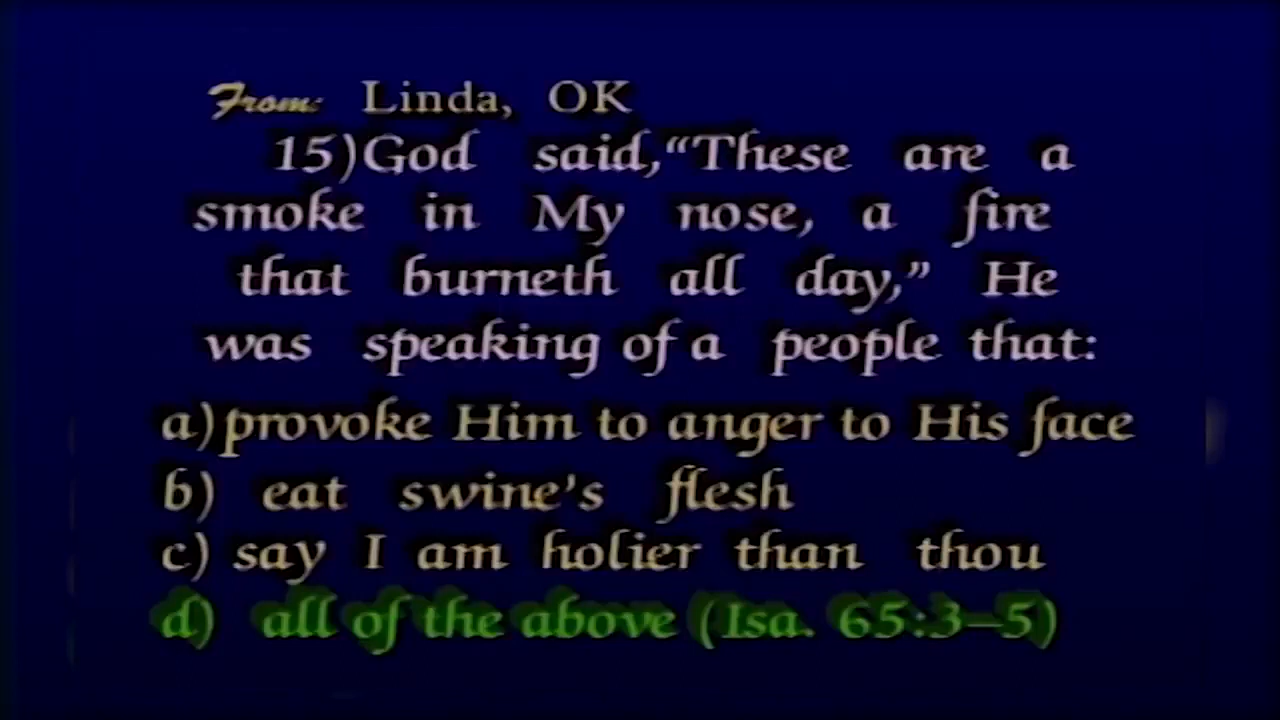 From: Linda, OK
15)God said,“These are a
smoke in My nose, a fire
that burneth all day,” He
was speaking of a people that:
a)provoke Him to anger to His face
b) eat swine's flesh
c) say I am holier than thou
d) all of the above (Isa. 65:3–5)